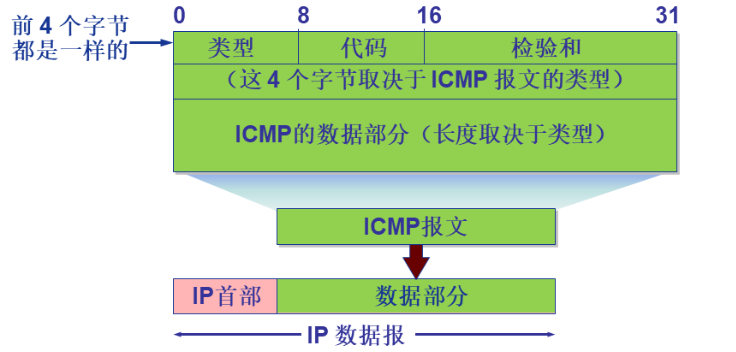 前 4 个字节
都是一样的
0 8 16 31
类型 代码 检验和
（这 4 个字节取决于 ICMP 报文的类型）
ICMP的数据部分（长度取决于类型）
ICMP报文
IP首部 数据部分
IP 数据报